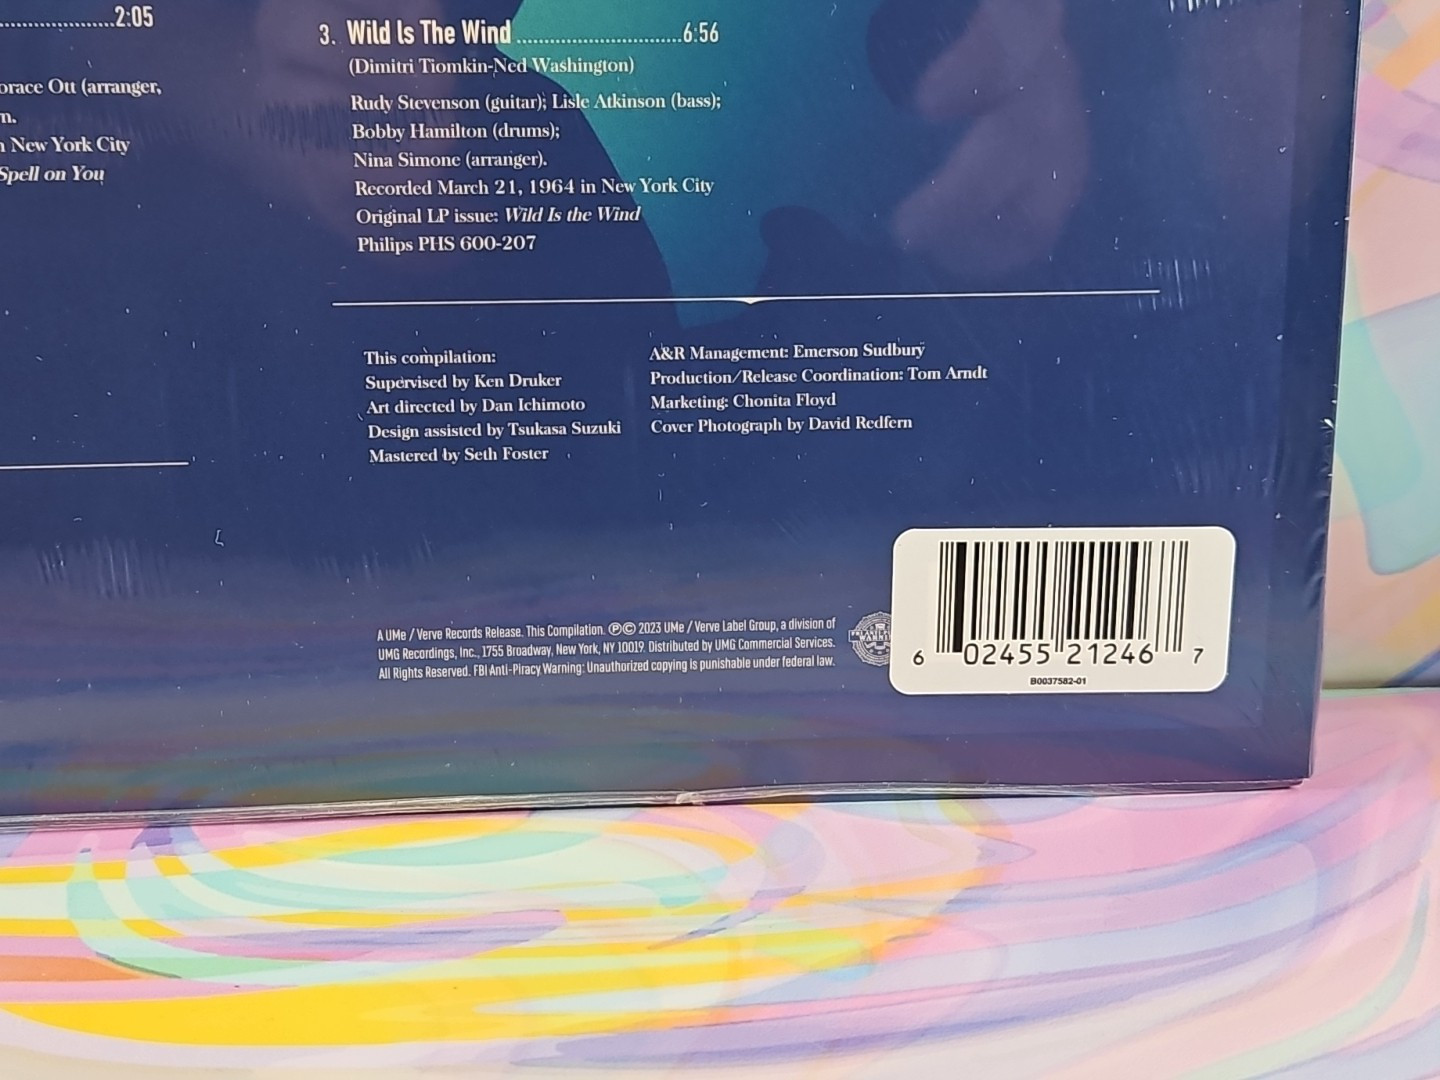 ..................2:05
orace Ott (arranger,
n.
New York City
Spell on You
3. Wild Is The Wind.............................6:56
(Dimitri Tiomkin-Ned Washington)
Rudy Stevenson (guitar); Lisle Atkinson (bass);
Bobby Hamilton (drums);
Nina Simone (arranger).
Recorded March 21, 1964 in New York City
Original LP issue: Wild Is the Wind
Philips PHS 600-207
This compilation:
Supervised by Ken Druker
Art directed by Dan Ichimoto
Design assisted by Tsukasa Suzuki
Mastered by Seth Foster
A&R Management: Emerson Sudbury
Production/Release Coordination: Tom Arndt
Marketing: Chonita Floyd
Cover Photograph by David Redfern
A UMe / Verve Records Release. This Compilation. ℗© 2023 UMe / Verve Label Group, a division of
UMG Recordings, Inc., 1755 Broadway, New York, NY 10019. Distributed by UMG Commercial Services.
All Rights Reserved. FBI Anti-Piracy Warning: Unauthorized copying is punishable under federal law.
6 02455 21246 7
B0037582-01